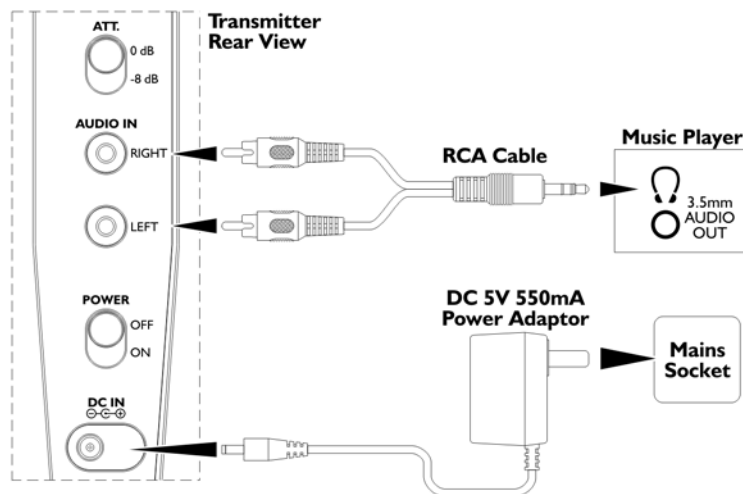 Transmitter
Rear View
ATT.
0 dB
-8 dB
AUDIO IN
RIGHT
LEFT
RCA Cable
Music Player
3.5mm
AUDIO
OUT
POWER
OFF
ON
DC 5V 550mA
Power Adaptor
Mains
Socket
DC IN